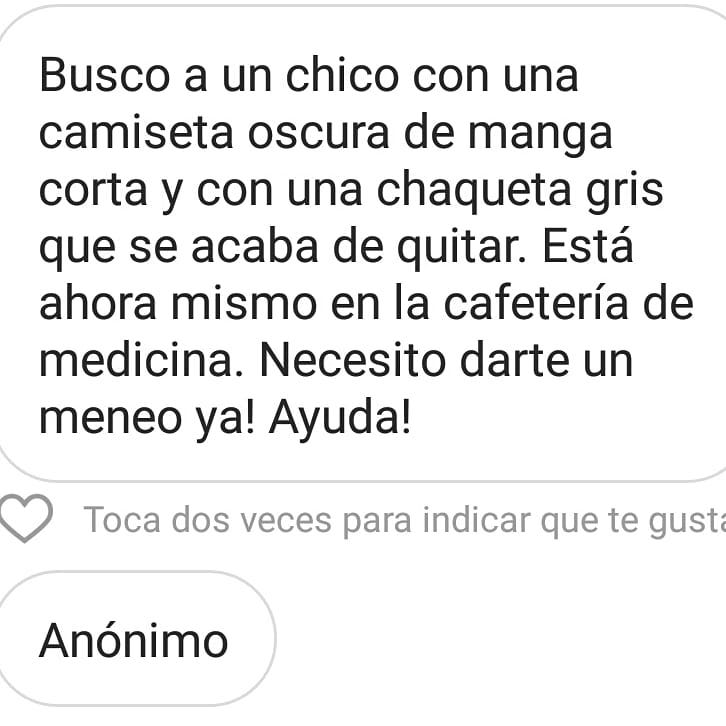 Busco a un chico con una
camiseta oscura de manga
corta y con una chaqueta gris
que se acaba de quitar. Está
ahora mismo en la cafetería de
medicina. Necesito darte un
meneo ya! Ayuda!
Toca dos veces para indicar que te gusta
Anónimo